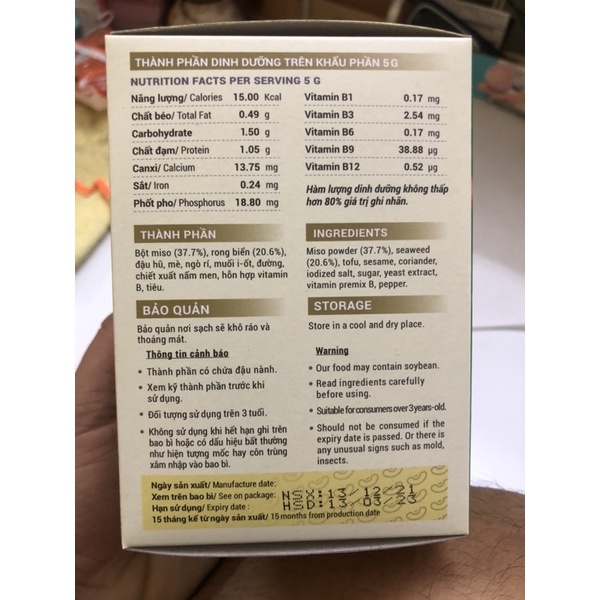 THÀNH PHẦN DINH DƯỠNG TRÊN KHẨU PHẦN 5 G
NUTRITION FACTS PER SERVING 5 G
Năng lượng/ Calories 15.00 Kcal
Chất béo/ Total Fat 0.49 g
Carbohydrate 1.50 g
Chất đạm/ Protein 1.05 g
Canxi/ Calcium 13.75 mg
Sắt/ Iron 0.24 mg
Phốt pho/ Phosphorus 18.80 mg
Vitamin B1 0.17 mg
Vitamin B3 2.54 mg
Vitamin B6 0.17 mg
Vitamin B9 38.88 µg
Vitamin B12 0.52 µg
Hàm lượng dinh dưỡng không thấp
hơn 80% giá trị ghi nhãn.
THÀNH PHẦN
Bột miso (37.7%), rong biển (20.6%),
đậu hũ, mè, ngò rí, muối i-ốt, đường,
chiết xuất nấm men, hỗn hợp vitamin
B, tiêu.
INGREDIENTS
Miso powder (37.7%), seaweed
(20.6%), tofu, sesame, coriander,
iodized salt, sugar, yeast extract,
vitamin premix B, pepper.
BẢO QUẢN
Bảo quản nơi sạch sẽ khô ráo và
thoáng mát.
Thông tin cảnh báo
• Thành phần có chứa đậu nành.
• Xem kỹ thành phần trước khi
sử dụng.
• Đối tượng sử dụng trên 3 tuổi.
• Không sử dụng khi hết hạn ghi trên
bao bì hoặc có dấu hiệu bất thường
như hiện tượng mốc hay côn trùng
xâm nhập vào bao bì.
STORAGE
Store in a cool and dry place.
Warning
• Our food may contain soybean.
• Read ingredients carefully
before using.
• Suitable for consumers over 3 years-old.
• Should not be consumed if the
expiry date is passed. Or there is
any unusual signs such as mold,
insects.
Ngày sản xuất/ Manufacture date:
Xem trên bao bì/ See on package: NSX:13/12/21
Hạn sử dụng/ Expiry date : HSD:13/03/23
15 tháng kể từ ngày sản xuất/ 15 months from production date